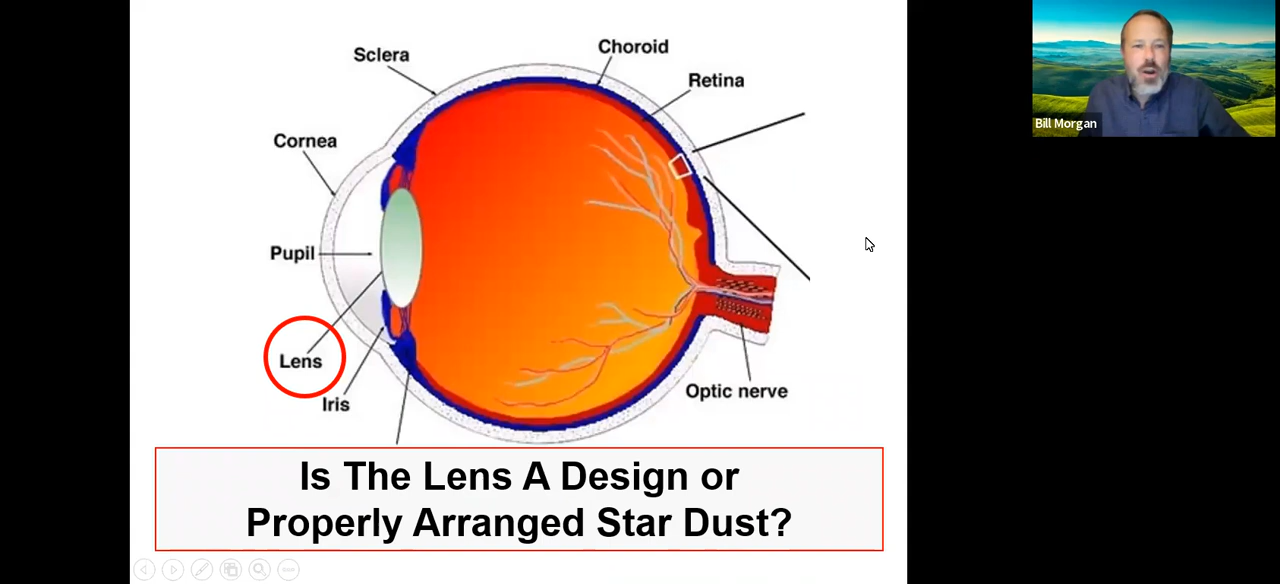 Sclera
Choroid
Retina
Cornea
Pupil
Lens
Iris
Optic nerve
Is The Lens A Design or
Properly Arranged Star Dust?
Bill Morgan